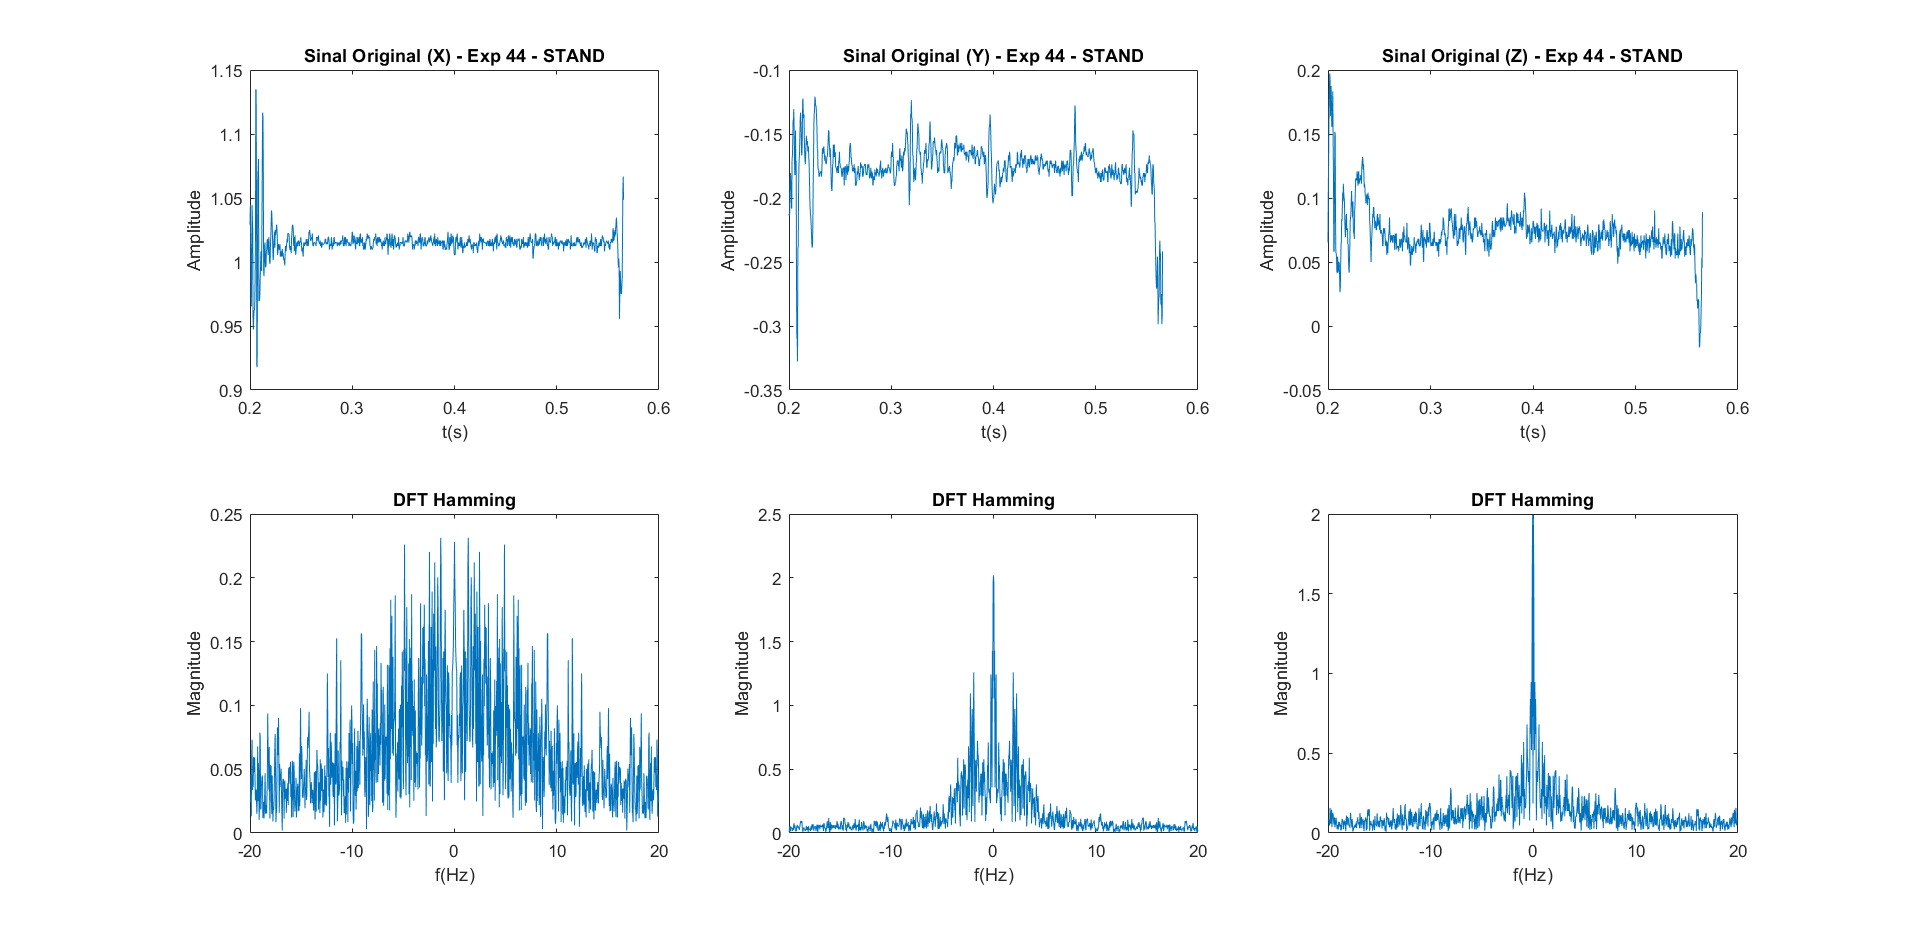 Sinal Original (X) - Exp 44 - STAND
1.15
1.1
1.05
1
0.95
0.9
Amplitude
0.2 0.3 0.4 0.5 0.6
t(s)
Sinal Original (Y) - Exp 44 - STAND
-0.1
-0.15
-0.2
-0.25
-0.3
-0.35
Amplitude
0.2 0.3 0.4 0.5 0.6
t(s)
Sinal Original (Z) - Exp 44 - STAND
0.2
0.15
0.1
0.05
0
-0.05
Amplitude
0.2 0.3 0.4 0.5 0.6
t(s)
DFT Hamming
0.25
0.2
0.15
0.1
0.05
0
Magnitude
-20 -10 0 10 20
f(Hz)
DFT Hamming
2.5
2
1.5
1
0.5
0
Magnitude
-20 -10 0 10 20
f(Hz)
DFT Hamming
2
1.5
1
0.5
0
Magnitude
-20 -10 0 10 20
f(Hz)